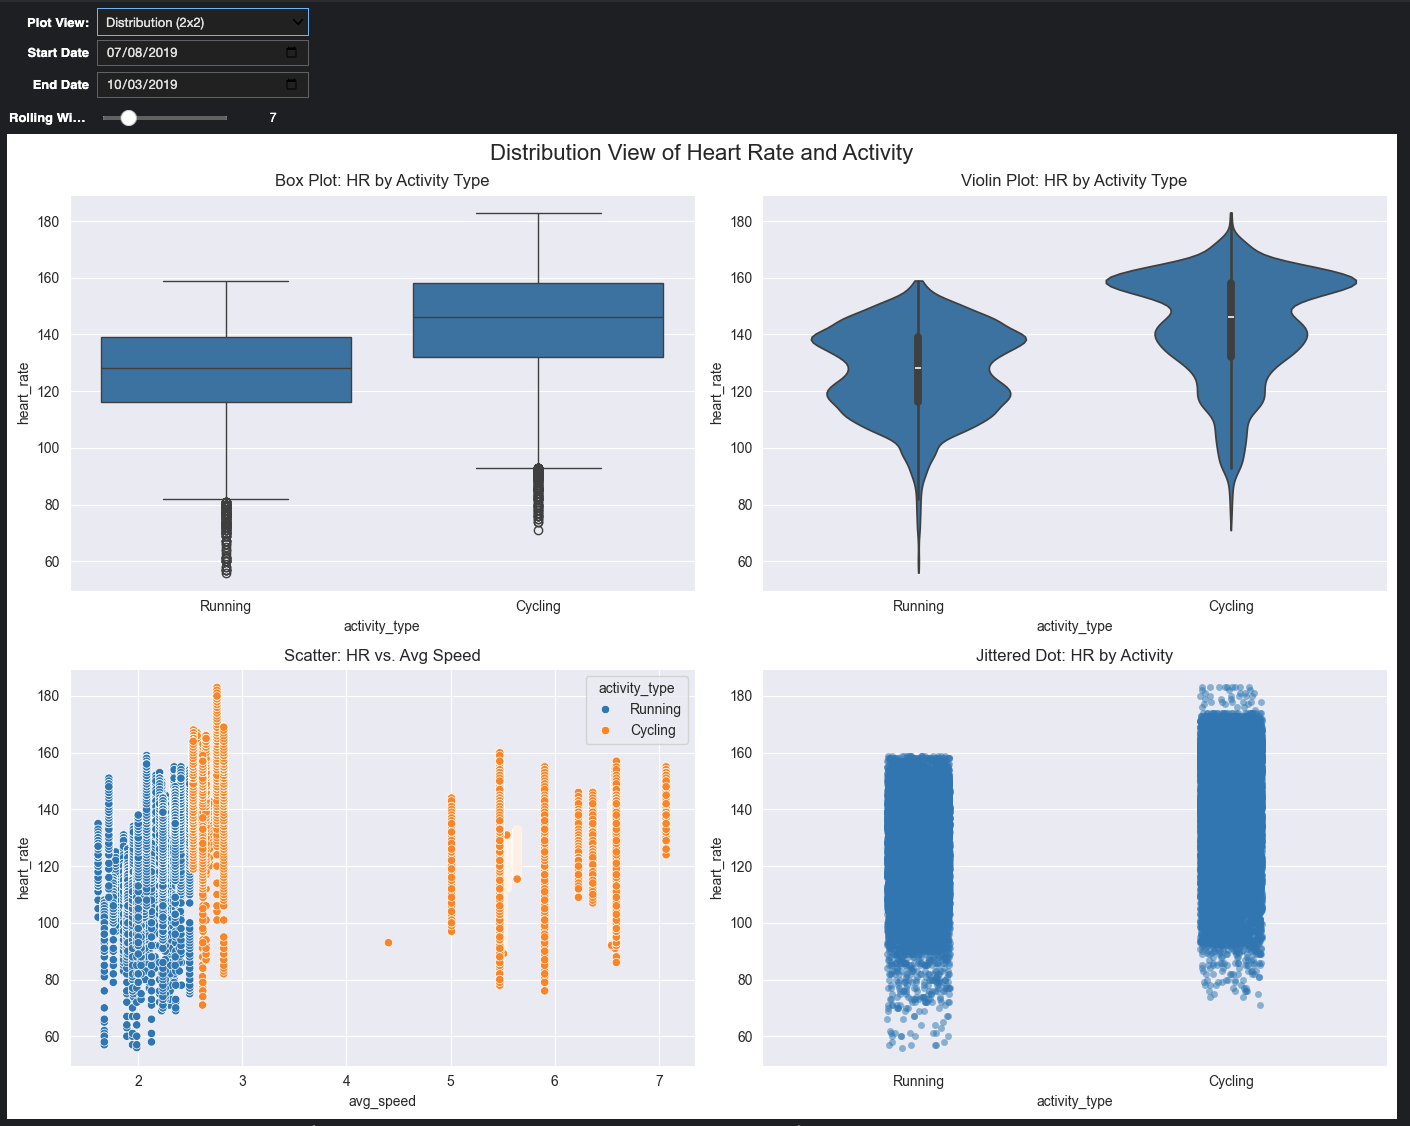 Plot View: Distribution (2x2)
Start Date 07/08/2019
End Date 10/03/2019
Rolling Wi... 7
Distribution View of Heart Rate and Activity
Box Plot: HR by Activity Type
180
160
140
120
100
80
60
heart_rate
Running Cycling
activity_type
Violin Plot: HR by Activity Type
180
160
140
120
100
80
60
heart_rate
Running Cycling
activity_type
Scatter: HR vs. Avg Speed
activity_type
Running
Cycling
180
160
140
120
100
80
60
heart_rate
2 3 4 5 6 7
avg_speed
Jittered Dot: HR by Activity
180
160
140
120
100
80
60
heart_rate
Running Cycling
activity_type